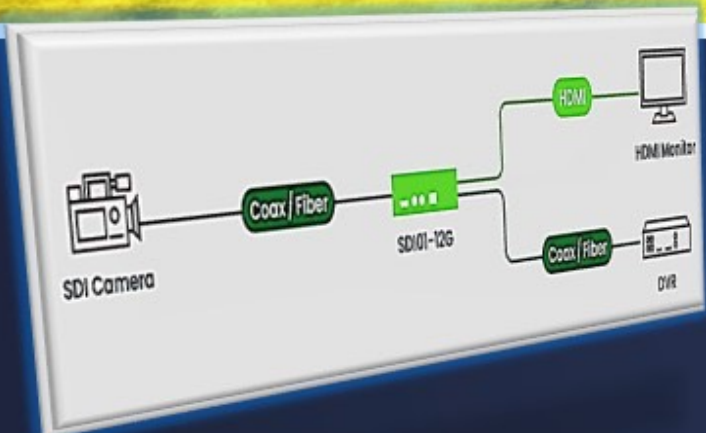 HDMI
HDMI Monitor
Coax/Fiber
SDI01-12G
SDI Camera
Coax/Fiber
DVR